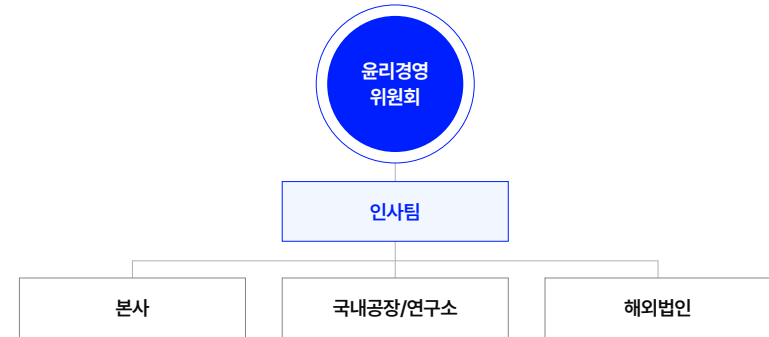 윤리경영
위원회
인사팀
본사
국내공장/연구소
해외법인